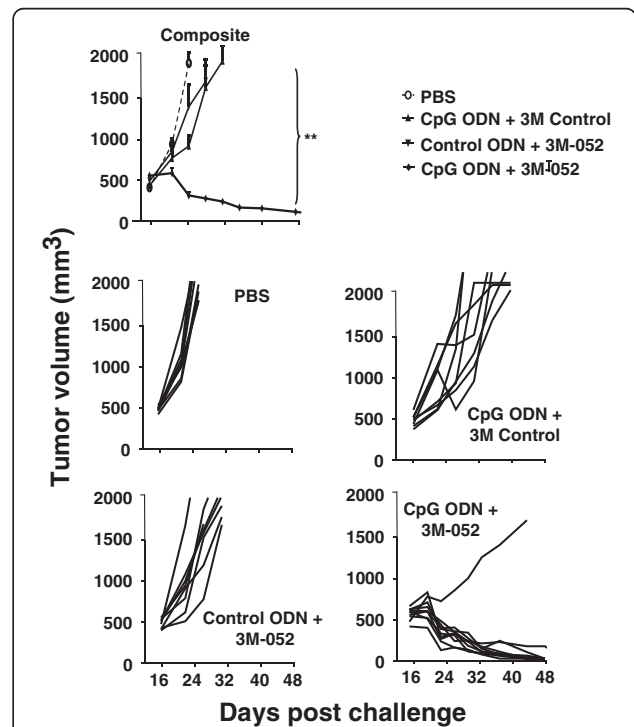 Composite
2000
1500
1000
500
0
**
PBS
CpG ODN + 3M Control
Control ODN + 3M-052
CpG ODN + 3M-052
Tumor volume (mm3)
2000
1500
1000
500
0
PBS
2000
1500
1000
500
0
CpG ODN +
3M Control
2000
1500
1000
500
0
16 24 32 40 48
Control ODN +
3M-052
2000
1500
1000
500
0
16 24 32 40 48
CpG ODN +
3M-052
Days post challenge